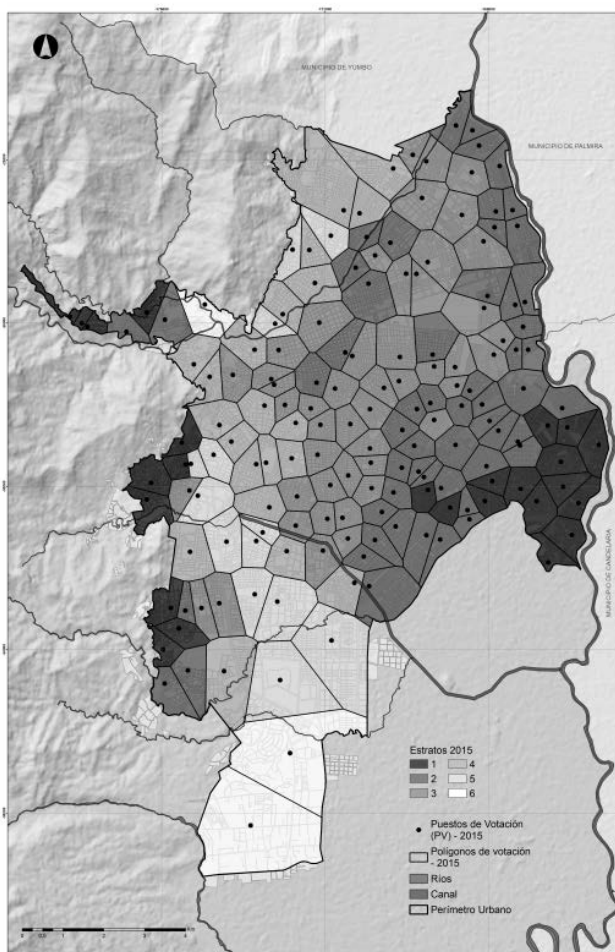 MUNICIPIO DE YUMBO
MUNICIPIO DE PALMIRA
MUNICIPIO DE CANDELARIA
Estratos 2015
1 4
2 5
3 6
Puestos de Votación
(PV) - 2015
Polígonos de votación
- 2015
Ríos
Canal
Perímetro Urbano